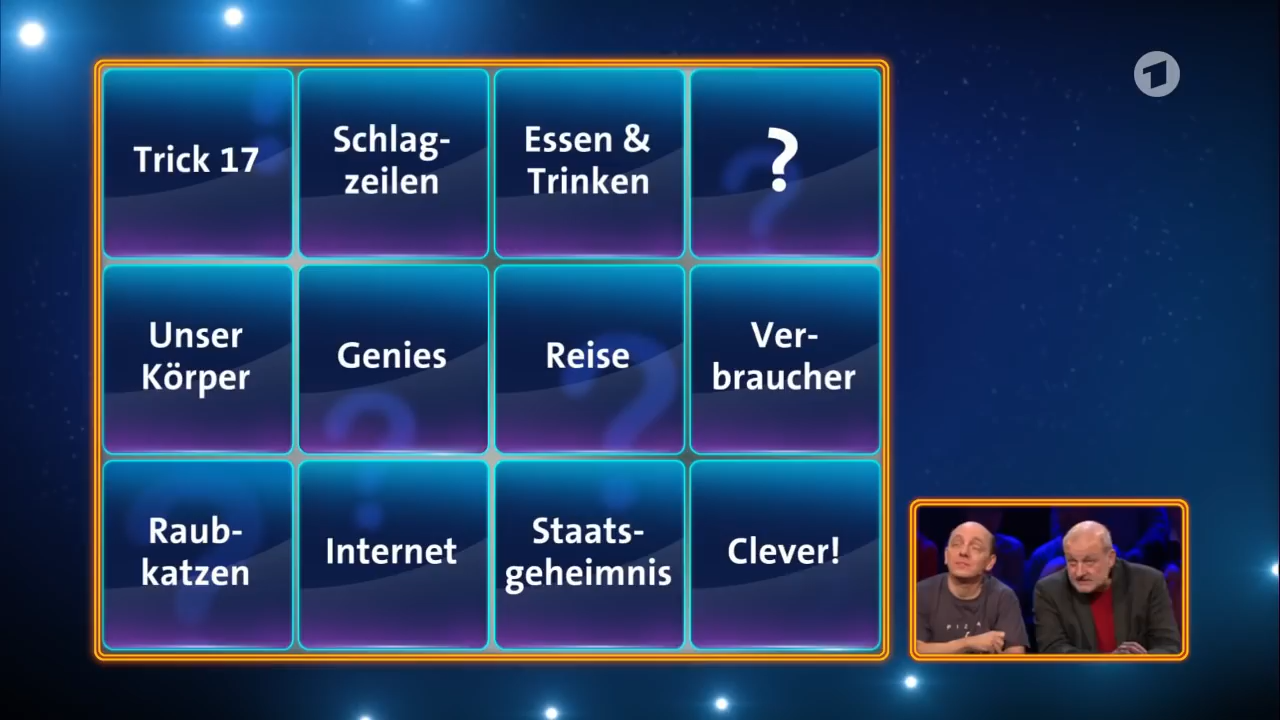 Trick 17
Schlag-
zeilen
Essen &
Trinken
?
Unser
Körper
Genies
Reise
Ver-
braucher
Raub-
katzen
Internet
Staats-
geheimnis
Clever!
1